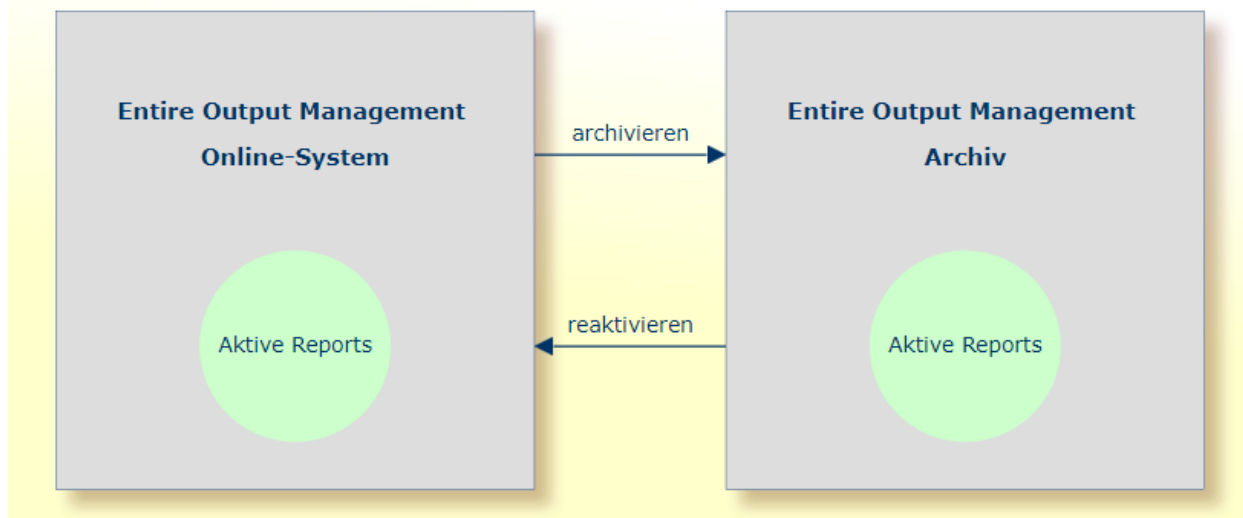 Entire Output Management
Online-System
archivieren
Entire Output Management
Archiv
Aktive Reports
reaktivieren
Aktive Reports